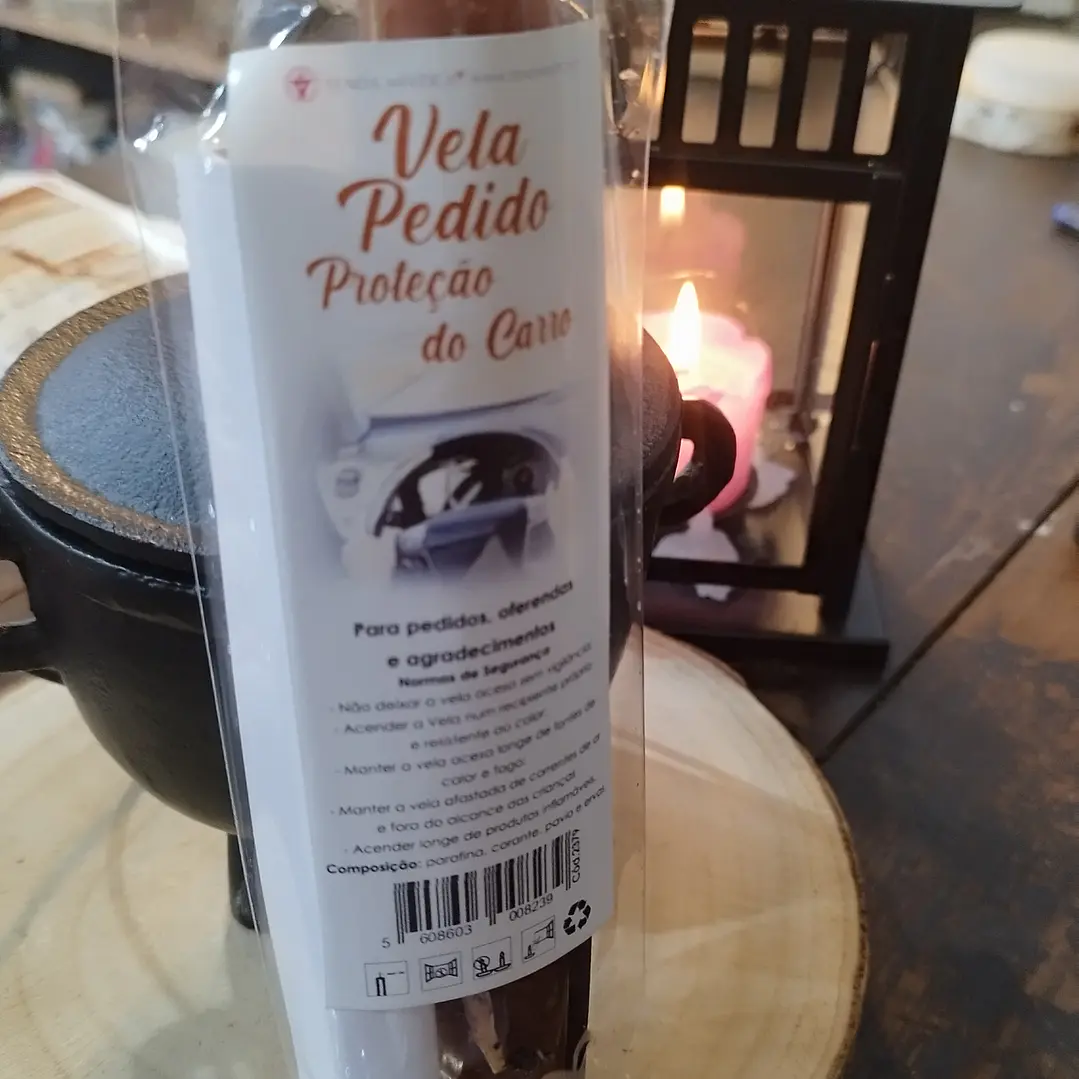 Vela
Pedido
Proteção
do Carro
Para pedidos, oferendas
e agradecimentos
Normas de Segurança
- Não deixar a vela acesa sem vigilância.
- Acender a Vela num recipiente próprio
e resistente ao calor.
- Manter a vela acesa longe de fontes de
calor e fogo;
- Manter a vela afastada de correntes de ar
e fora do alcance das crianças
- Acender longe de produtos inflamáveis.
Composição: parafina, corante, pavio e ervas
Cód:2379
5 608603 008239